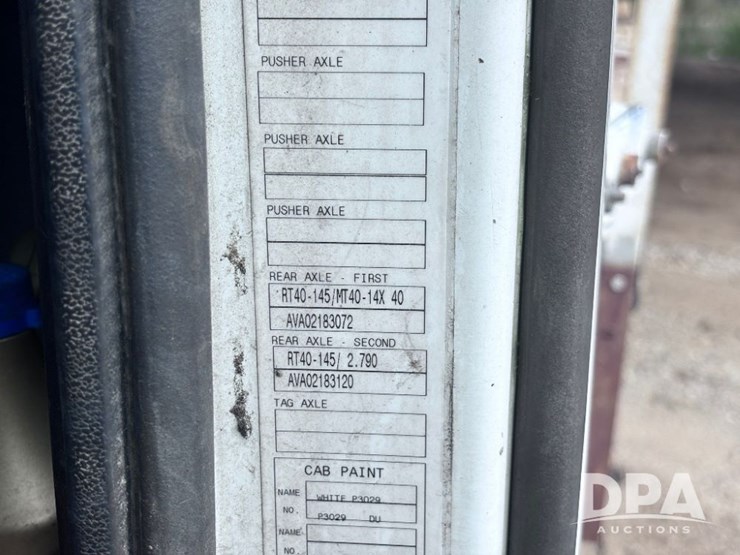 PUSHER AXLE
PUSHER AXLE
PUSHER AXLE
REAR AXLE - FIRST
RT40-145/MT40-14X 40
AVA02183072
REAR AXLE - SECOND
RT40-145/ 2.790
AVA02183120
TAG AXLE
CAB PAINT
NAME WHITE P3029
NO. P3029 DU
NAME
NO.
DPA
AUCTIONS